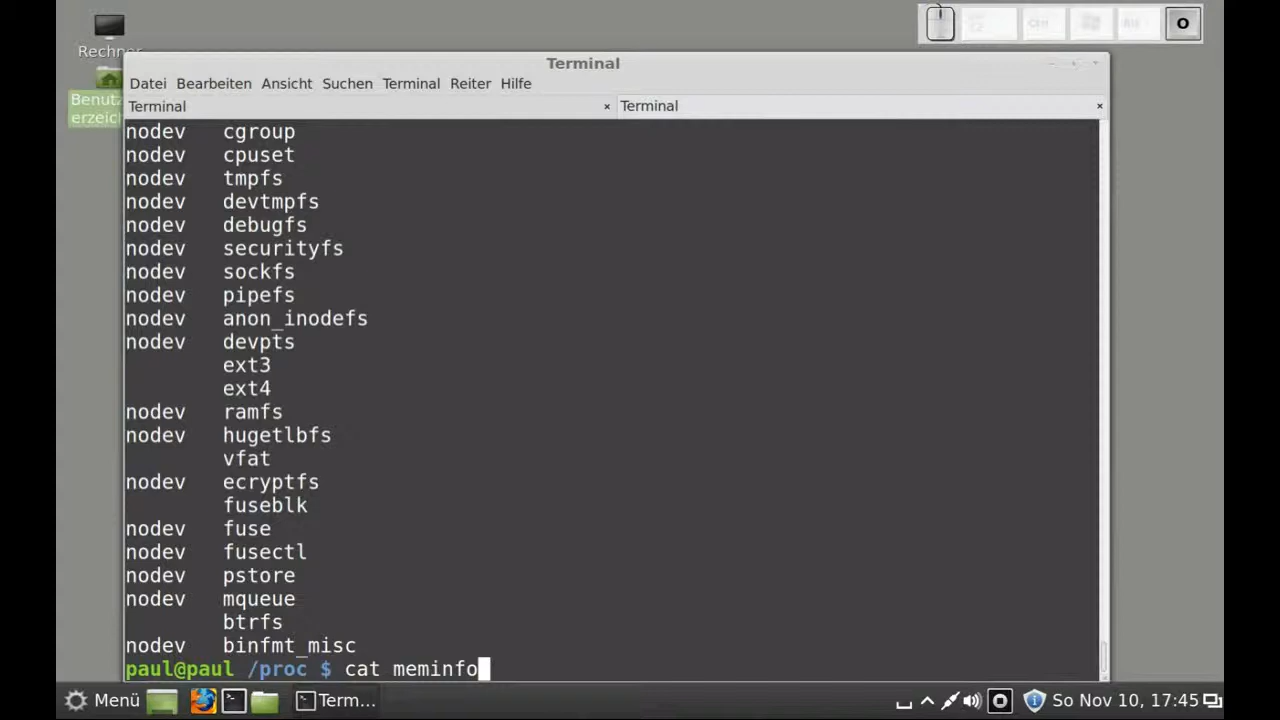 O
Rechner
Terminal
Datei Bearbeiten Ansicht Suchen Terminal Reiter Hilfe
Benutz
erzeich
Terminal × Terminal ×
nodev cgroup
nodev cpuset
nodev tmpfs
nodev devtmpfs
nodev debugfs
nodev securityfs
nodev sockfs
nodev pipefs
nodev anon_inodefs
nodev devpts
ext3
ext4
nodev ramfs
nodev hugetlbfs
vfat
nodev ecryptfs
fuseblk
nodev fuse
nodev fusectl
nodev pstore
nodev mqueue
btrfs
nodev binfmt_misc
paul@paul /proc $ cat meminfo
Menü Term... So Nov 10, 17:45